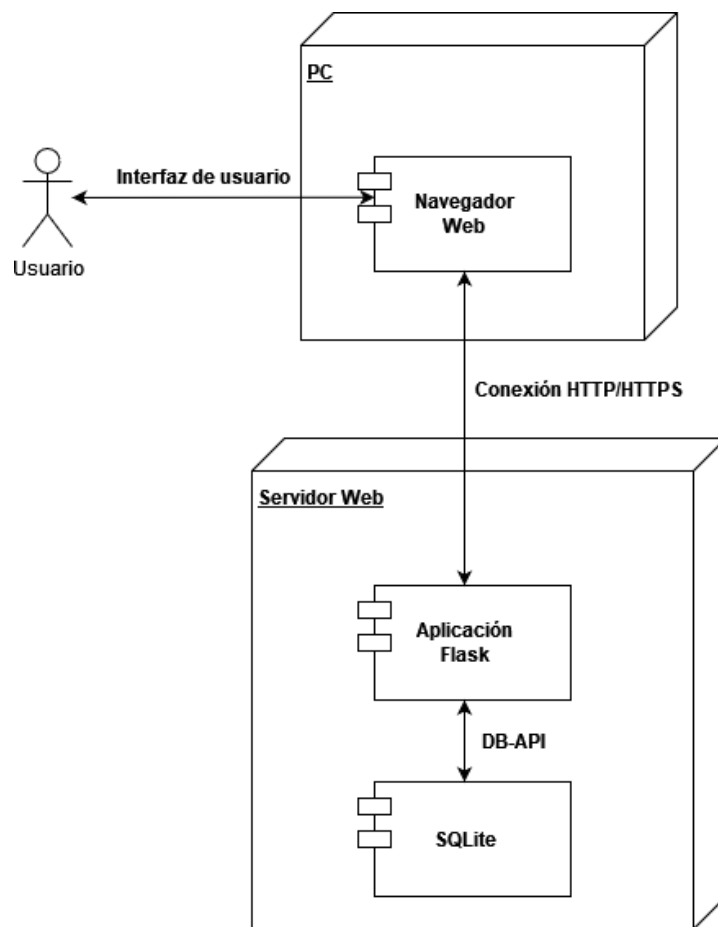 PC
Interfaz de usuario
Navegador
Web
Usuario
Conexión HTTP/HTTPS
Servidor Web
Aplicación
Flask
DB-API
SQLite